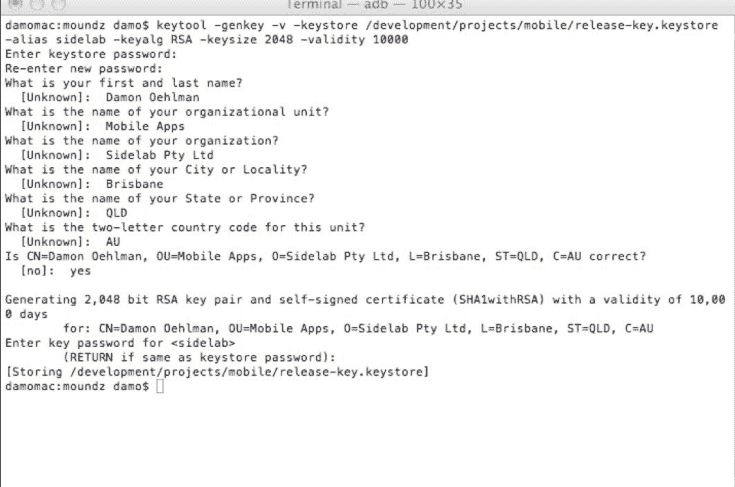 Terminal — adb — 100×35
damomac:moundz damo$ keytool -genkey -v -keystore /development/projects/mobile/release-key.keystore
-alias sidelab -keyalg RSA -keysize 2048 -validity 10000
Enter keystore password:
Re-enter new password:
What is your first and last name?
  [Unknown]:  Damon Oehlman
What is the name of your organizational unit?
  [Unknown]:  Mobile Apps
What is the name of your organization?
  [Unknown]:  Sidelab Pty Ltd
What is the name of your City or Locality?
  [Unknown]:  Brisbane
What is the name of your State or Province?
  [Unknown]:  QLD
What is the two-letter country code for this unit?
  [Unknown]:  AU
Is CN=Damon Oehlman, OU=Mobile Apps, O=Sidelab Pty Ltd, L=Brisbane, ST=QLD, C=AU correct?
  [no]:  yes

Generating 2,048 bit RSA key pair and self-signed certificate (SHA1withRSA) with a validity of 10,00
0 days
        for: CN=Damon Oehlman, OU=Mobile Apps, O=Sidelab Pty Ltd, L=Brisbane, ST=QLD, C=AU
Enter key password for <sidelab>
        (RETURN if same as keystore password):
[Storing /development/projects/mobile/release-key.keystore]
damomac:moundz damo$